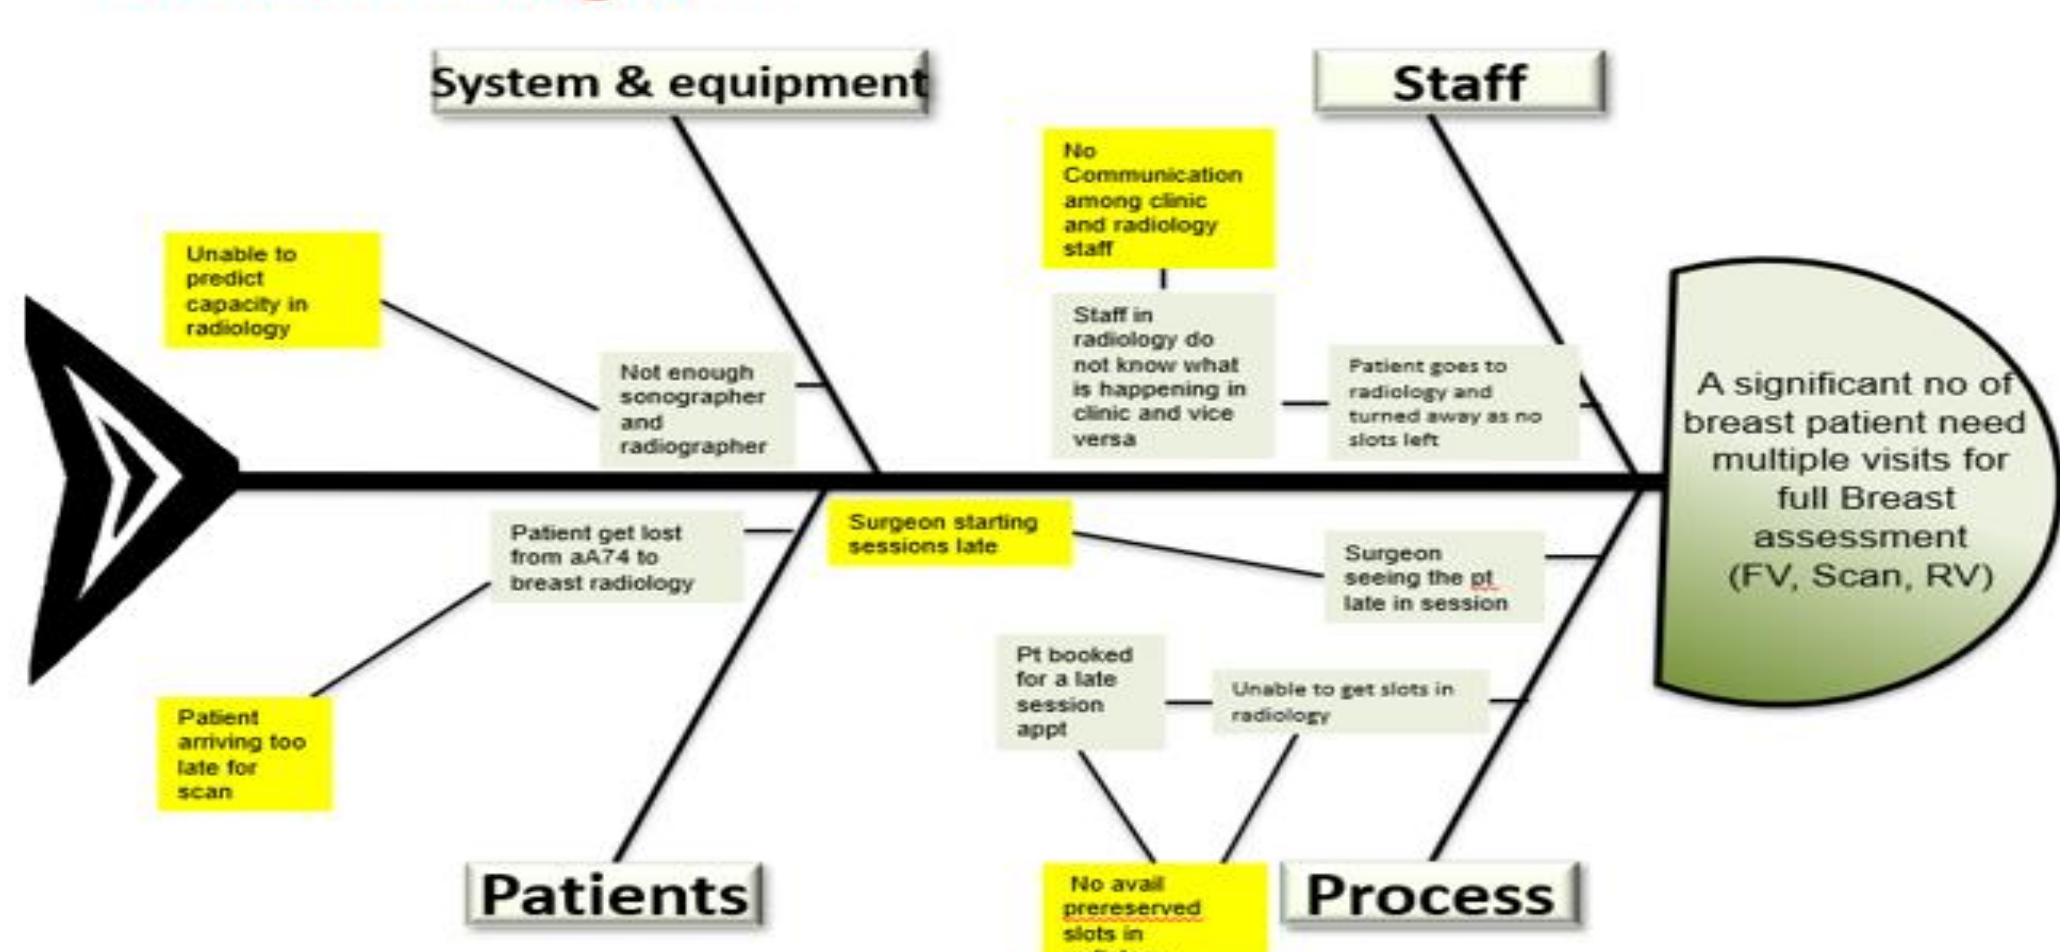 System & equipment
Staff
No
Communication
among clinic
and radiology
staff
Unable to
predict
capacity in
radiology
Not enough
sonographer
and
radiographer
Staff in
radiology do
not know what
is happening in
clinic and vice
versa
Patient goes to
radiology and
turned away as no
slots left
A significant no of
breast patient need
multiple visits for
full Breast
assessment
(FV, Scan, RV)
Patient get lost
from aA74 to
breast radiology
Surgeon starting
sessions late
Surgeon
seeing the pt
late in session
Pt booked
for a late
session
appt
Unable to get slots in
radiology
Patient
arriving too
late for
scan
Patients
No avail
prereserved
slots in
Process